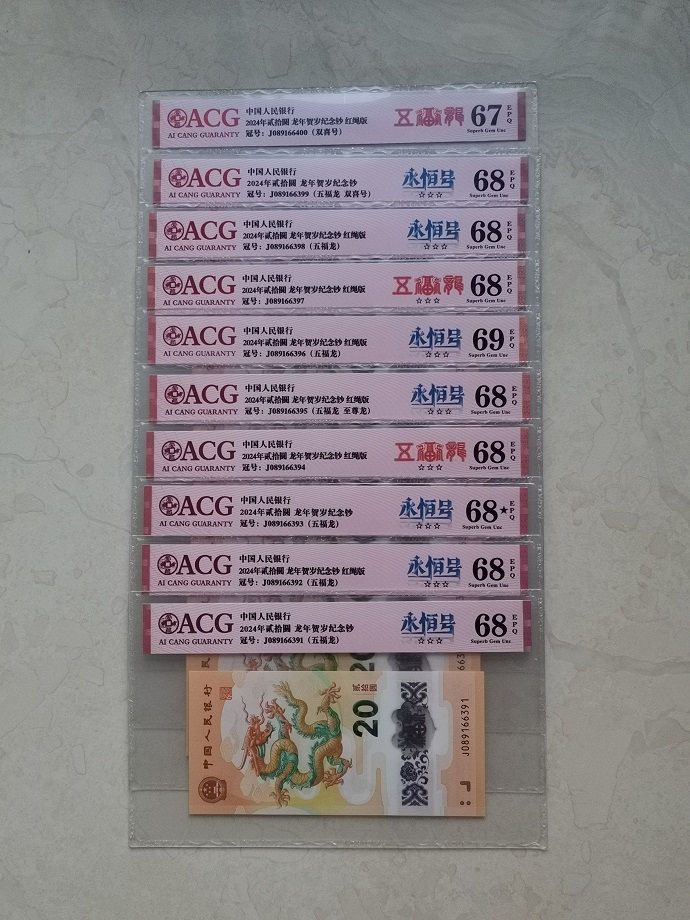 ACG
AI CANG GUARANTY
中国人民银行
2024年贰拾圆 龙年贺岁纪念钞 红绳版
冠号：J089166400（双喜号）
五福龍
67
EPQ
Superb Gem Unc
ACG
AI CANG GUARANTY
中国人民银行
2024年贰拾圆 龙年贺岁纪念钞
冠号：J089166399（五福龙 双喜号）
永恒号
☆☆☆
68
EPQ
Superb Gem Unc
ACG
AI CANG GUARANTY
中国人民银行
2024年贰拾圆 龙年贺岁纪念钞 红绳版
冠号：J089166398（五福龙）
永恒号
☆☆☆
68
EPQ
Superb Gem Unc
ACG
AI CANG GUARANTY
中国人民银行
2024年贰拾圆 龙年贺岁纪念钞 红绳版
冠号：J089166397
五福龍
☆☆☆
68
EPQ
Superb Gem Unc
ACG
AI CANG GUARANTY
中国人民银行
2024年贰拾圆 龙年贺岁纪念钞 红绳版
冠号：J089166396（五福龙）
永恒号
☆☆☆
69
EPQ
Superb Gem Unc
ACG
AI CANG GUARANTY
中国人民银行
2024年贰拾圆 龙年贺岁纪念钞 红绳版
冠号：J089166395（五福龙 至尊龙）
永恒号
☆☆☆
68
EPQ
Superb Gem Unc
ACG
AI CANG GUARANTY
中国人民银行
2024年贰拾圆 龙年贺岁纪念钞 红绳版
冠号：J089166394
五福龍
☆☆☆
68
EPQ
Superb Gem Unc
ACG
AI CANG GUARANTY
中国人民银行
2024年贰拾圆 龙年贺岁纪念钞
冠号：J089166393（五福龙）
永恒号
☆☆☆
68★
EPQ
Superb Gem Unc
ACG
AI CANG GUARANTY
中国人民银行
2024年贰拾圆 龙年贺岁纪念钞 红绳版
冠号：J089166392（五福龙）
永恒号
☆☆☆
68
EPQ
Superb Gem Unc
ACG
AI CANG GUARANTY
中国人民银行
2024年贰拾圆 龙年贺岁纪念钞
冠号：J089166391（五福龙）
永恒号
☆☆☆
68
EPQ
Superb Gem Unc
中国人民银行
贰拾圆
20
J089166391